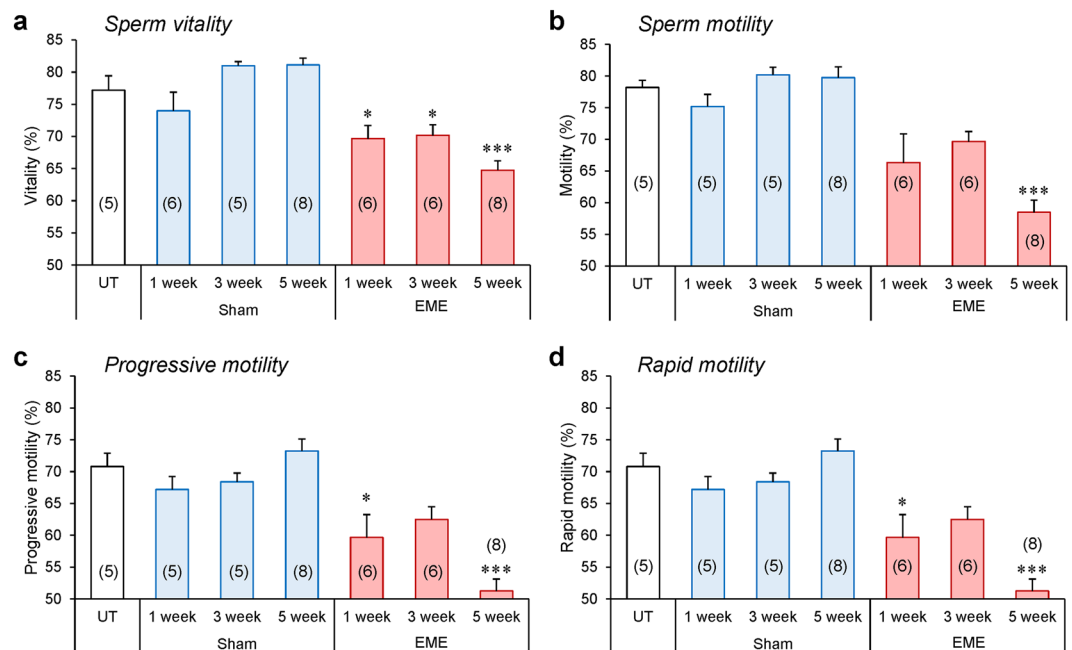 a Sperm vitality
85
80
75
70
65
60
55
50
Vitality (%)
* * ***
(5) (6) (5) (8) (6) (6) (8)
UT 1 week 3 week 5 week 1 week 3 week 5 week
Sham EME
b Sperm motility
85
80
75
70
65
60
55
50
Motility (%)
***
(5) (5) (5) (8) (6) (6) (8)
UT 1 week 3 week 5 week 1 week 3 week 5 week
Sham EME
c Progressive motility
85
80
75
70
65
60
55
50
Progressive motility (%)
* ***
(5) (5) (5) (8) (6) (6) (8)
UT 1 week 3 week 5 week 1 week 3 week 5 week
Sham EME
d Rapid motility
85
80
75
70
65
60
55
50
Rapid motility (%)
* ***
(5) (5) (5) (8) (6) (6) (8)
UT 1 week 3 week 5 week 1 week 3 week 5 week
Sham EME